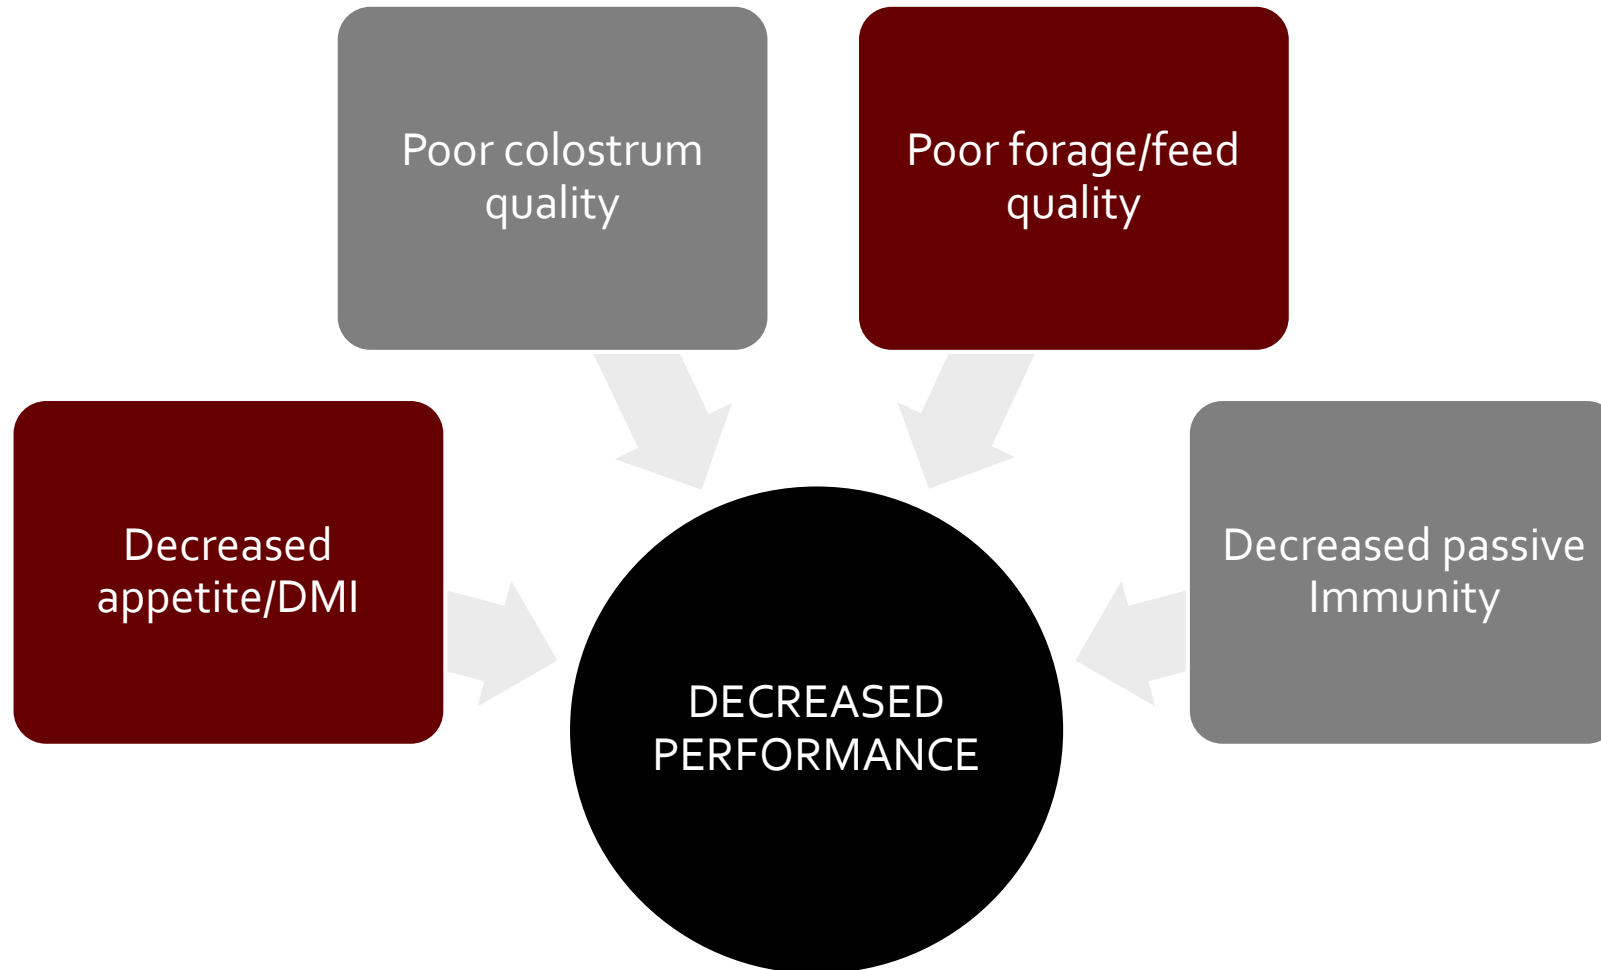 Poor colostrum
quality
Poor forage/feed
quality
Decreased
appetite/DMI
Decreased passive
Immunity
DECREASED
PERFORMANCE